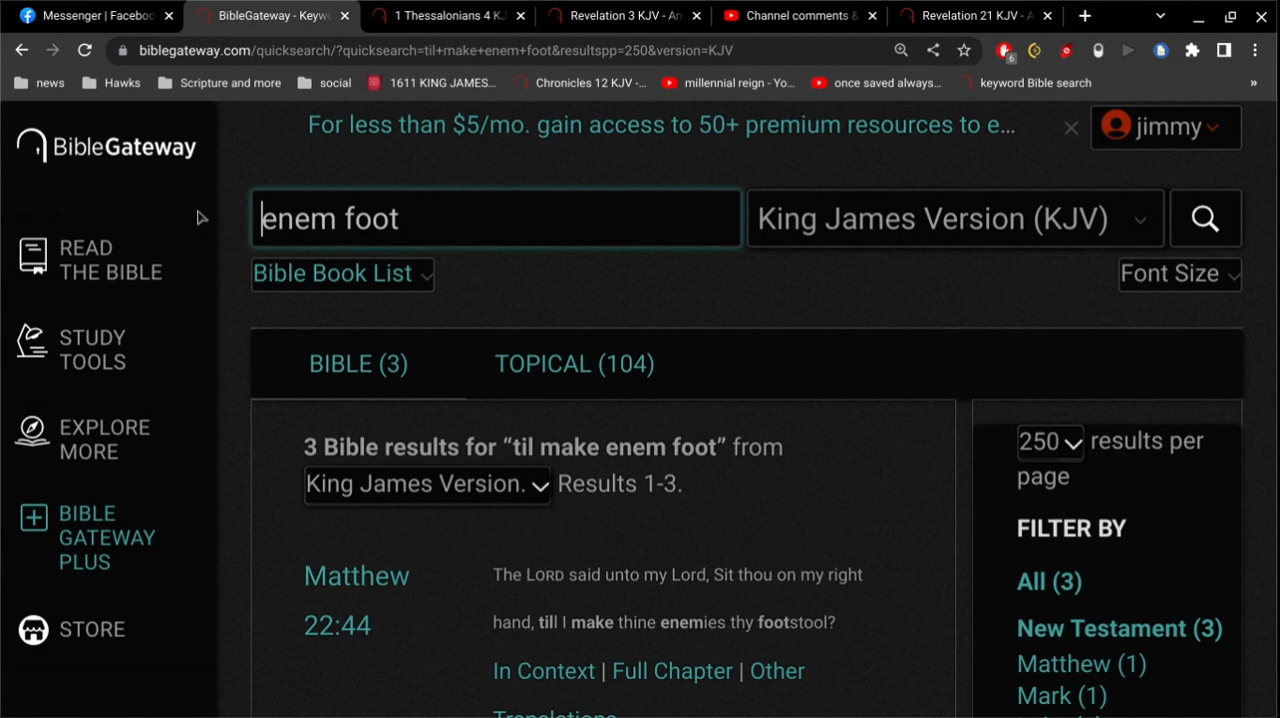 Messenger | Faceboo
BibleGateway - Keyw
1 Thessalonians 4 KJ
Revelation 3 KJV - An
Channel comments &
Revelation 21 KJV - A
biblegateway.com/quicksearch/?quicksearch=til+make+enem+foot&resultspp=250&version=KJV
6
news
Hawks
Scripture and more
social
1611 KING JAMES...
Chronicles 12 KJV -...
millennial reign - Yo...
once saved always...
keyword Bible search
»
BibleGateway
For less than $5/mo. gain access to 50+ premium resources to e...
jimmy
enem foot
King James Version (KJV)
READ
THE BIBLE
Bible Book List
Font Size
STUDY
TOOLS
BIBLE (3)
TOPICAL (104)
EXPLORE
MORE
3 Bible results for “til make enem foot” from
King James Version. Results 1-3.
250 results per
page
BIBLE
GATEWAY
PLUS
FILTER BY
Matthew
22:44
The LORD said unto my Lord, Sit thou on my right
hand, till I make thine enemies thy footstool?
All (3)
STORE
New Testament (3)
In Context | Full Chapter | Other
Translations
Matthew (1)
Mark (1)